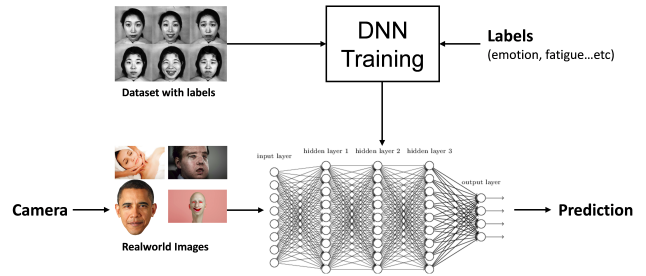 DNN
Training
Labels
(emotion, fatigue...etc)
Dataset with labels
input layer
hidden layer 1
hidden layer 2
hidden layer 3
output layer
Camera
Realworld Images
Prediction